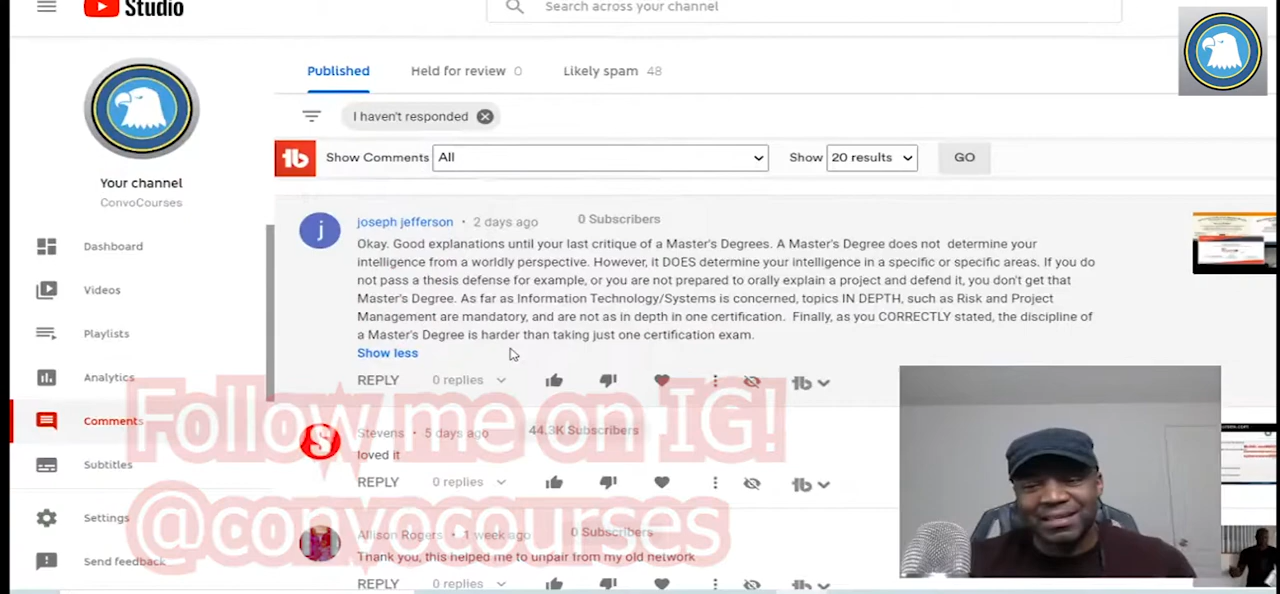 Studio
Search across your channel
Published
Held for review 0
Likely spam 48
I haven't responded
Show Comments All
Show 20 results
GO
Your channel
ConvoCourses
Dashboard
Videos
Playlists
Analytics
Comments
Subtitles
Settings
Send feedback
j
joseph jefferson • 2 days ago 0 Subscribers
Okay. Good explanations until your last critique of a Master's Degrees. A Master's Degree does not determine your
intelligence from a worldly perspective. However, it DOES determine your intelligence in a specific or specific areas. If you do
not pass a thesis defense for example, or you are not prepared to orally explain a project and defend it, you don't get that
Master's Degree. As far as Information Technology/Systems is concerned, topics IN DEPTH, such as Risk and Project
Management are mandatory, and are not as in depth in one certification. Finally, as you CORRECTLY stated, the discipline of
a Master's Degree is harder than taking just one certification exam.
Show less
REPLY 0 replies
S
Stevens • 5 days ago 44.3K Subscribers
loved it
REPLY 0 replies
Allison Rogers • 1 week ago 0 Subscribers
Thank you, this helped me to unpair from my old network
REPLY 0 replies
Follow me on IG!
@convocourses